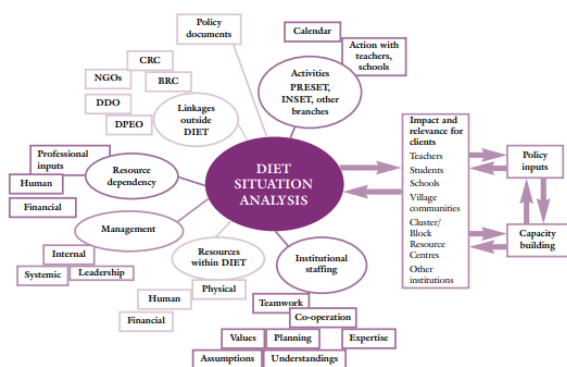 Policy
documents
Calendar
Action with
teachers,
schools
Activities
PRESET,
INSET, other
branches
CRC
NGOs
BRC
DDO
DPEO
Linkages
outside
DIET
Professional
inputs
Human
Financial
Resource
dependency
DIET
SITUATION
ANALYSIS
Management
Internal
Systemic
Leadership
Resources
within DIET
Physical
Human
Financial
Institutional
staffing
Teamwork
Co-operation
Values
Planning
Expertise
Assumptions
Understandings
Impact and
relevance for
clients
Teachers
Students
Schools
Village
communities
Cluster/
Block
Resource
Centres
Other
institutions
Policy
inputs
Capacity
building